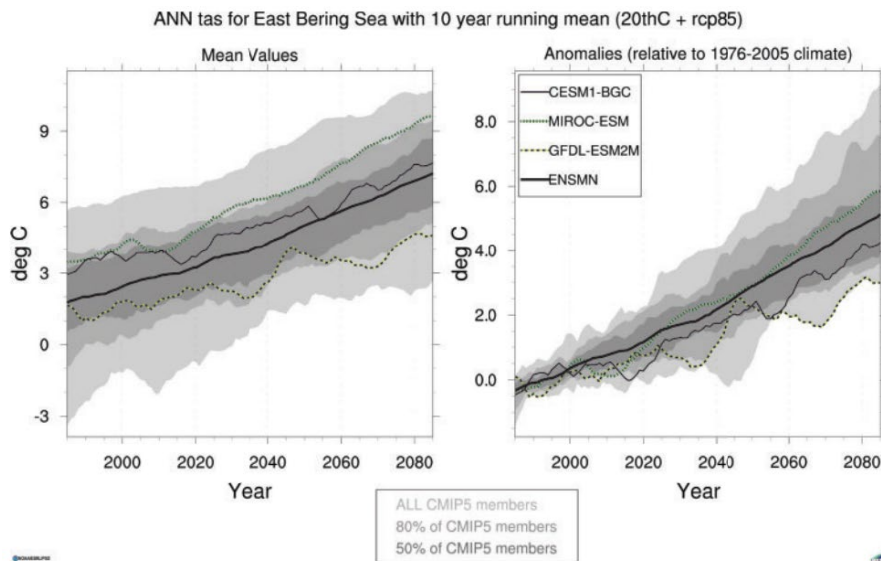 ANN tas for East Bering Sea with 10 year running mean (20thC + rcp85)
Mean Values
Anomalies (relative to 1976-2005 climate)
CESM1-BGC
MIROC-ESM
GFDL-ESM2M
ENSMN
9
6
3
0
-3
deg C
8.0
6.0
4.0
2.0
0.0
deg C
2000 2020 2040 2060 2080
2000 2020 2040 2060 2080
Year
Year
ALL CMIP5 members
80% of CMIP5 members
50% of CMIP5 members